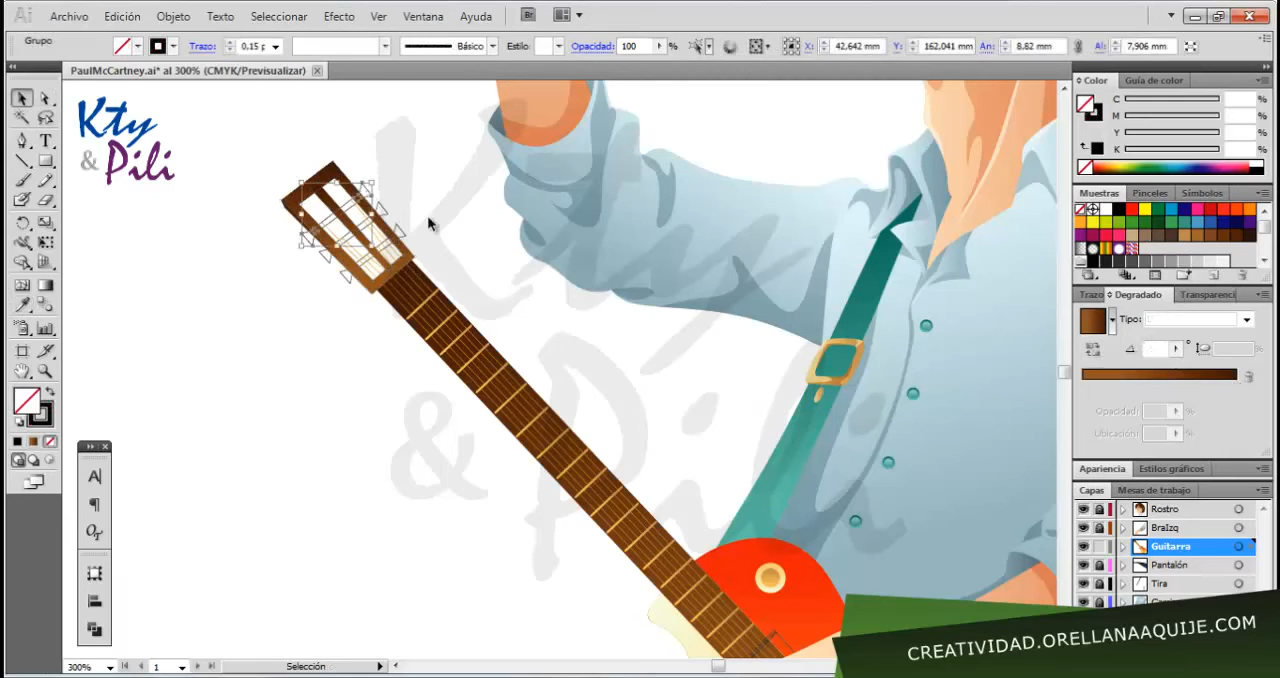 Ai Archivo Edición Objeto Texto Seleccionar Efecto Ver Ventana Ayuda Br
Grupo Trazo: 0,15 p Básico Estilo: Opacidad: 100 % X: 42,642 mm Y: 162,041 mm An: 8,82 mm Al: 7,906 mm
PaulMcCartney.ai* al 300% (CMYK/Previsualizar)
Kty
& Pili
Kty
& Pili
Color Guía de color
C %
M %
Y %
K %
Muestras Pinceles Símbolos
Trazo Degradado Transparenci
Tipo:
Opacidad: %
Ubicación: %
Apariencia Estilos gráficos
Capas Mesas de trabajo
Rostro
BraIzq
Guitarra
Pantalón
Tira
300% 1 Selección
CREATIVIDAD.ORELLANAAQUIJE.COM